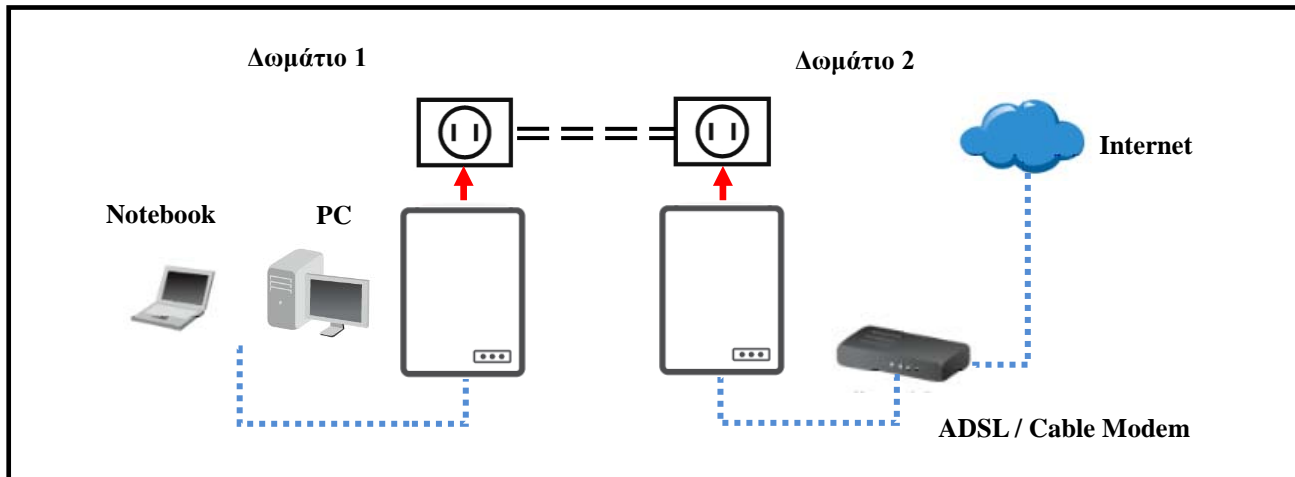 Δωμάτιο 1
Δωμάτιο 2
Internet
Notebook
PC
ADSL / Cable Modem